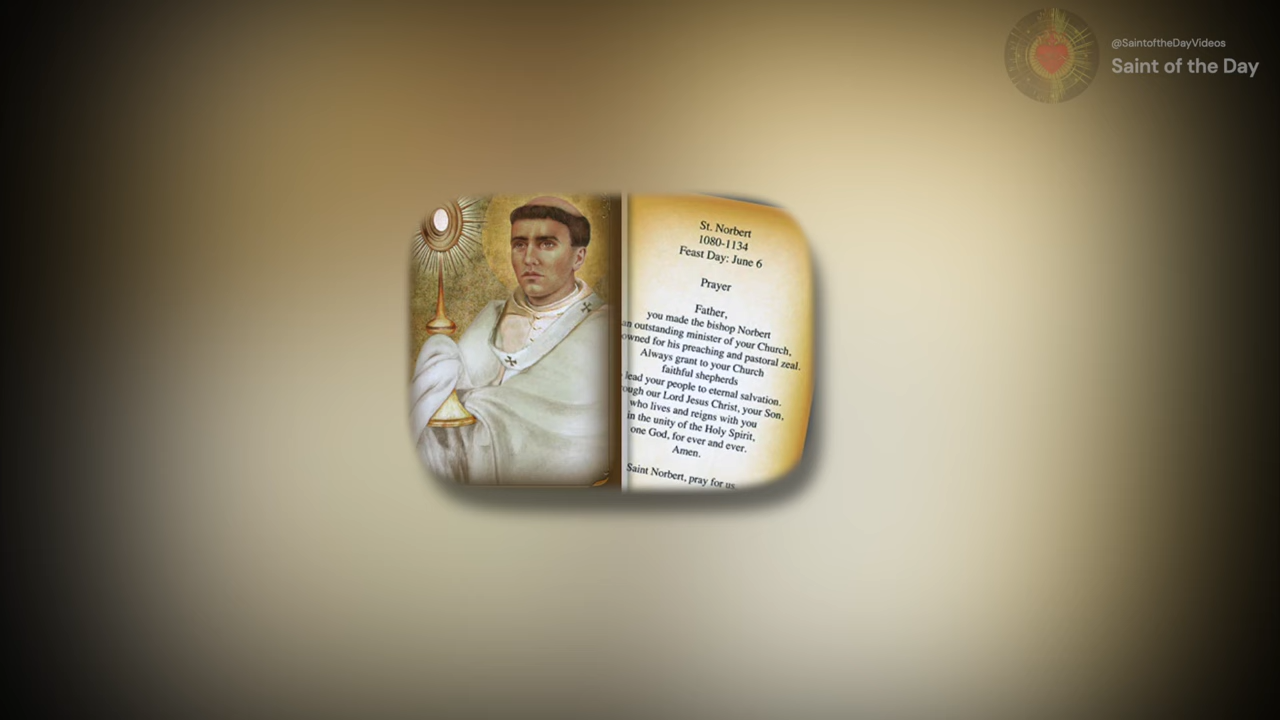 @SaintoftheDayVideos
Saint of the Day
St. Norbert
1080-1134
Feast Day: June 6
Prayer
Father,
you made the bishop Norbert
an outstanding minister of your Church,
for his preaching and pastoral zeal.
Always grant to your Church
faithful shepherds
lead your people to eternal salvation.
our Lord Jesus Christ, your Son,
who lives and reigns with you
in the unity of the Holy Spirit,
one God, for ever and ever.
Amen.
Saint Norbert, pray for us